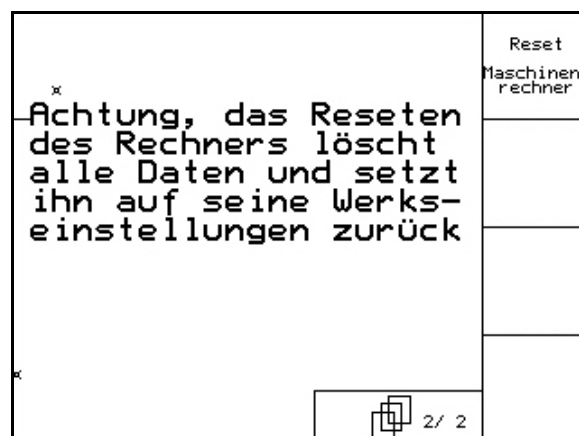 Reset
Maschinen
rechner
Achtung, das Reseten
des Rechners löscht
alle Daten und setzt
ihn auf seine Werks-
einstellungen zurück
2/ 2